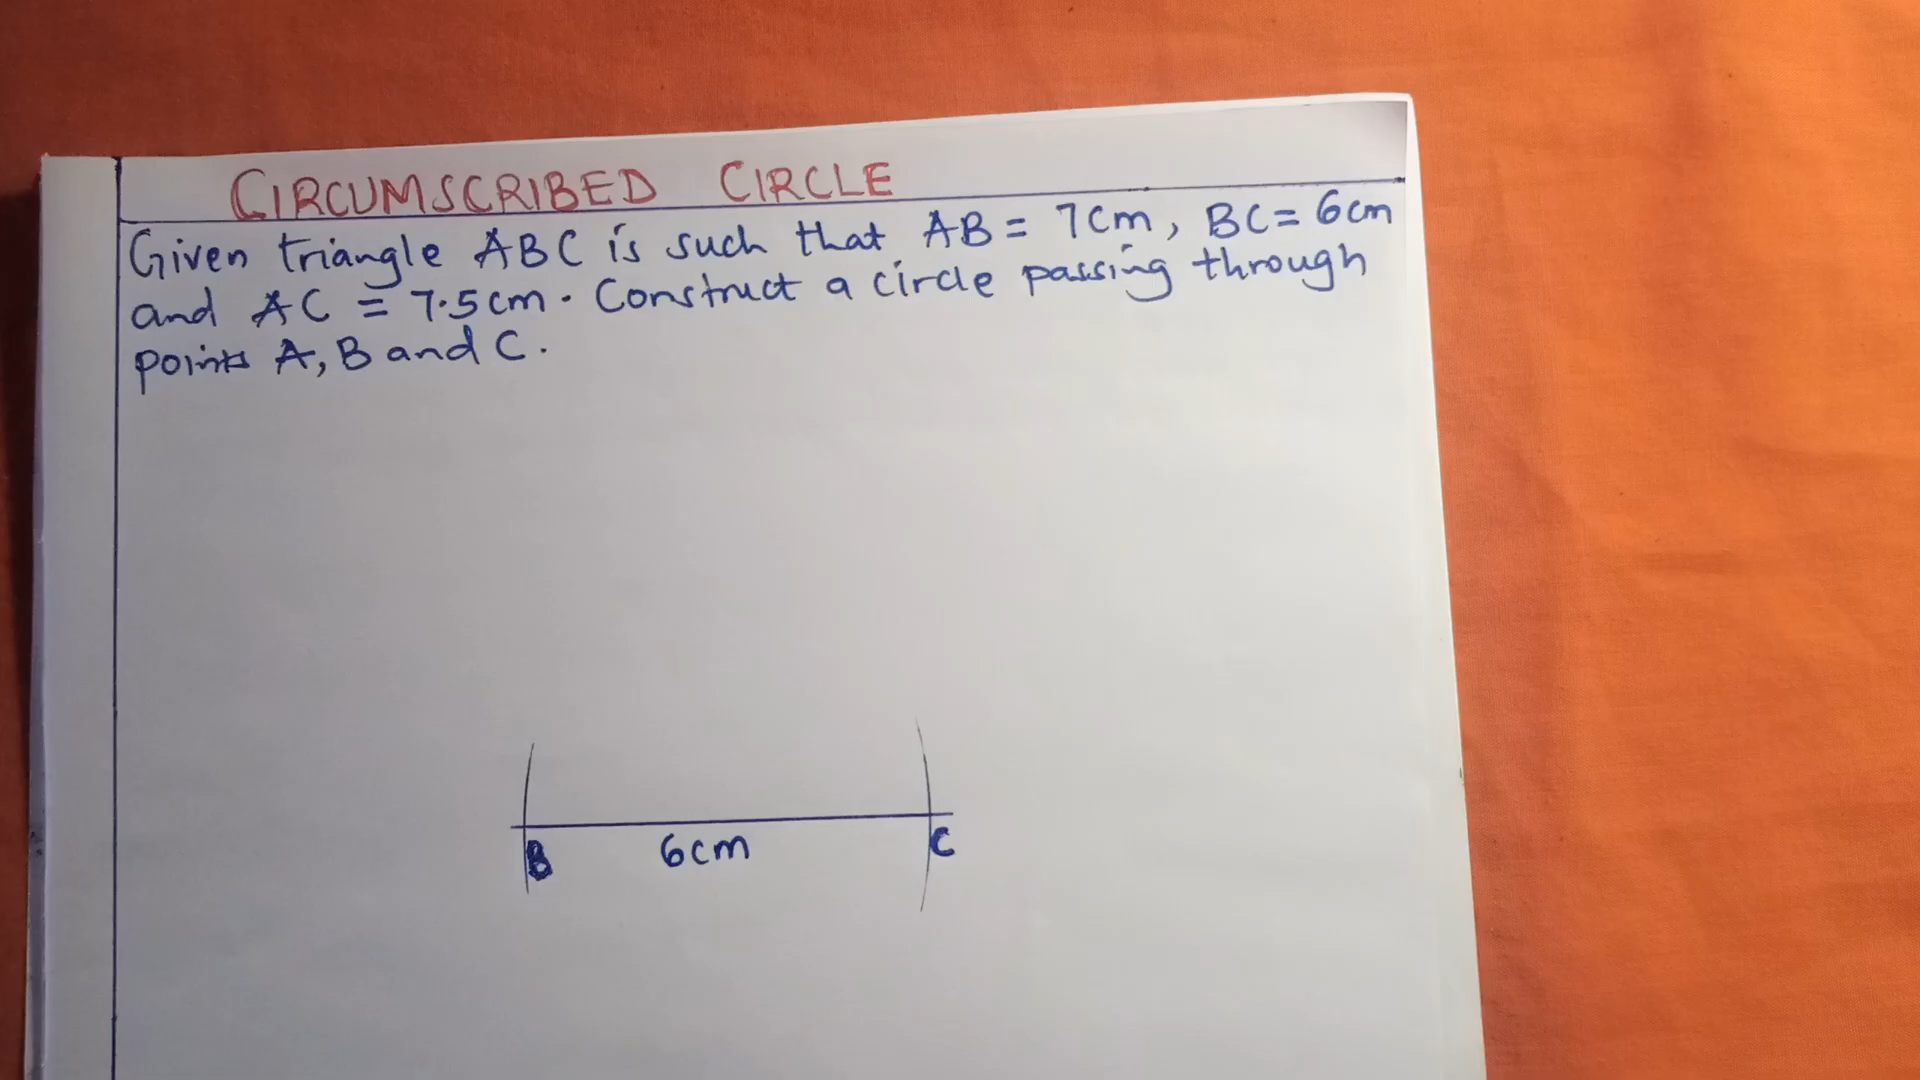 CIRCUMSCRIBED CIRCLE
Given triangle ABC is such that AB = 7cm, BC = 6cm
and AC = 7.5cm. Construct a circle passing through
points A, B and C.
B 6cm C